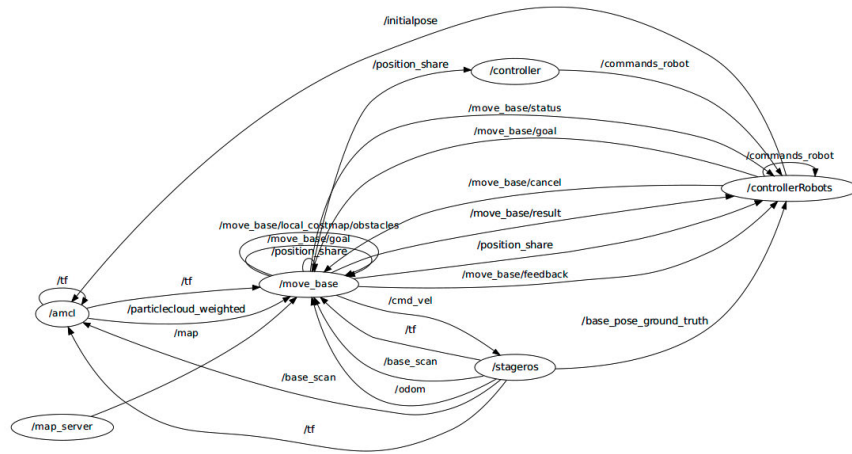 /initialpose
/position_share
/controller
/commands_robot
/move_base/status
/move_base/goal
/commands_robot
/controllerRobots
/move_base/cancel
/move_base/result
/move_base/local_costmap/obstacles
/move_base/goal
/position_share
/position_share
/move_base/feedback
/tf
/tf
/move_base
/amcl
/particlecloud_weighted
/cmd_vel
/map
/tf
/base_pose_ground_truth
/base_scan
/base_scan
/stageros
/odom
/map_server
/tf